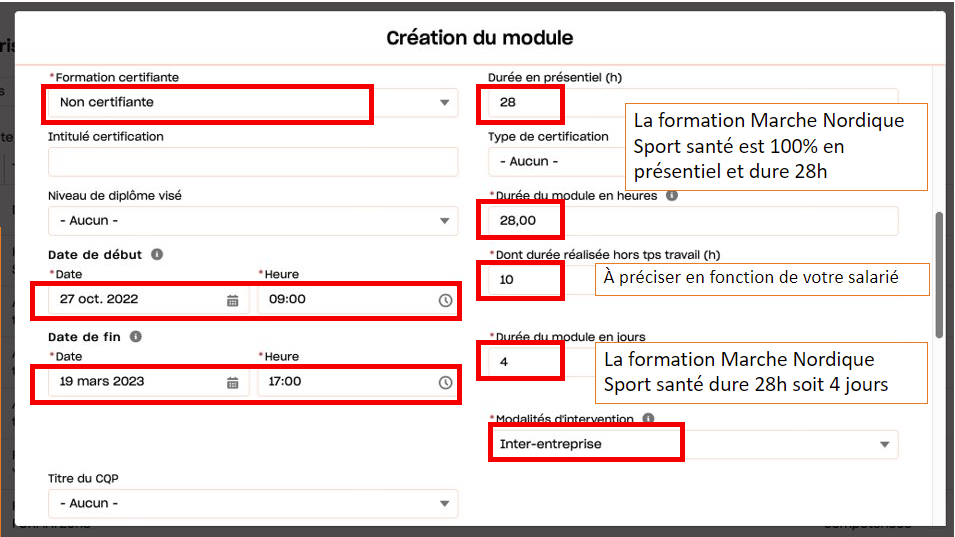 Création du module
*Formation certifiante
Non certifiante
Durée en présentiel (h)
28
La formation Marche Nordique
Sport santé est 100% en
présentiel et dure 28h
Intitulé certification
Type de certification
- Aucun -
Niveau de diplôme visé
- Aucun -
*Durée du module en heures
28,00
Date de début
*Date
*Heure
27 oct. 2022
09:00
*Dont durée réalisée hors tps travail (h)
10
À préciser en fonction de votre salarié
Date de fin
*Date
*Heure
19 mars 2023
17:00
*Durée du module en jours
4
La formation Marche Nordique
Sport santé dure 28h soit 4 jours
*Modalités d'intervention
Inter-entreprise
Titre du CQP
- Aucun -